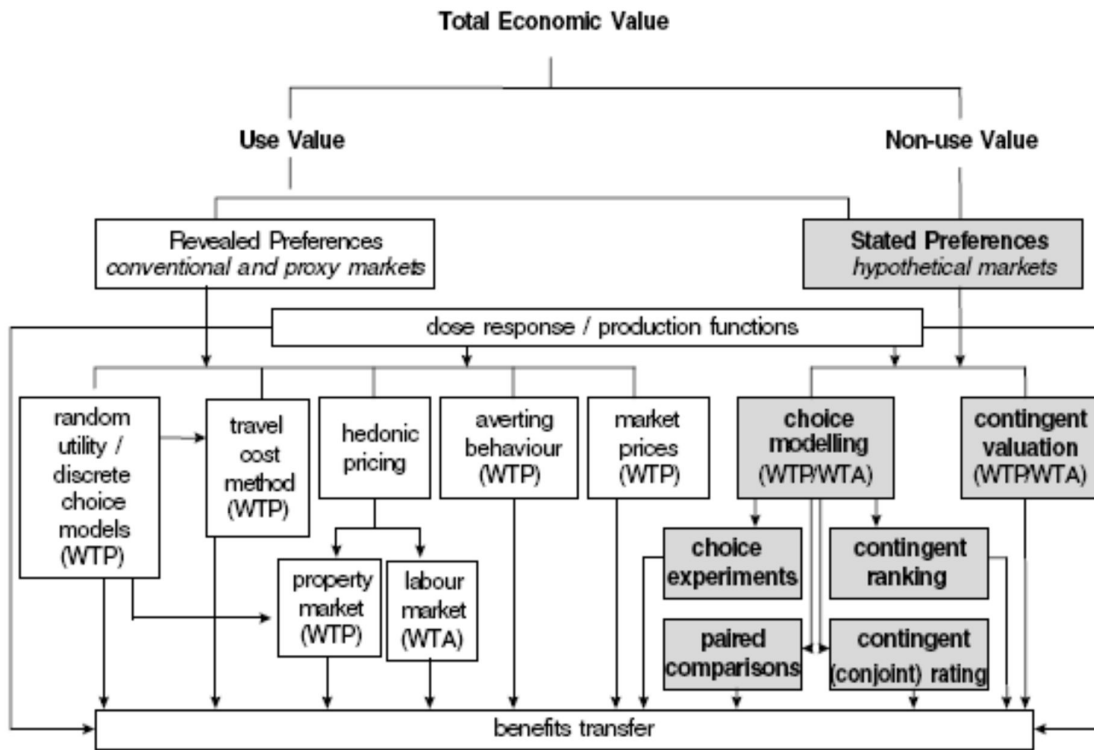 Total Economic Value
Use Value
Non-use Value
Revealed Preferences
conventional and proxy markets
Stated Preferences
hypothetical markets
dose response / production functions
random
utility /
discrete
choice
models
(WTP)
travel
cost
method
(WTP)
hedonic
pricing
averting
behaviour
(WTP)
market
prices
(WTP)
choice
modelling
(WTP/WTA)
contingent
valuation
(WTP/WTA)
property
market
(WTP)
labour
market
(WTA)
choice
experiments
contingent
ranking
paired
comparisons
contingent
(conjoint) rating
benefits transfer